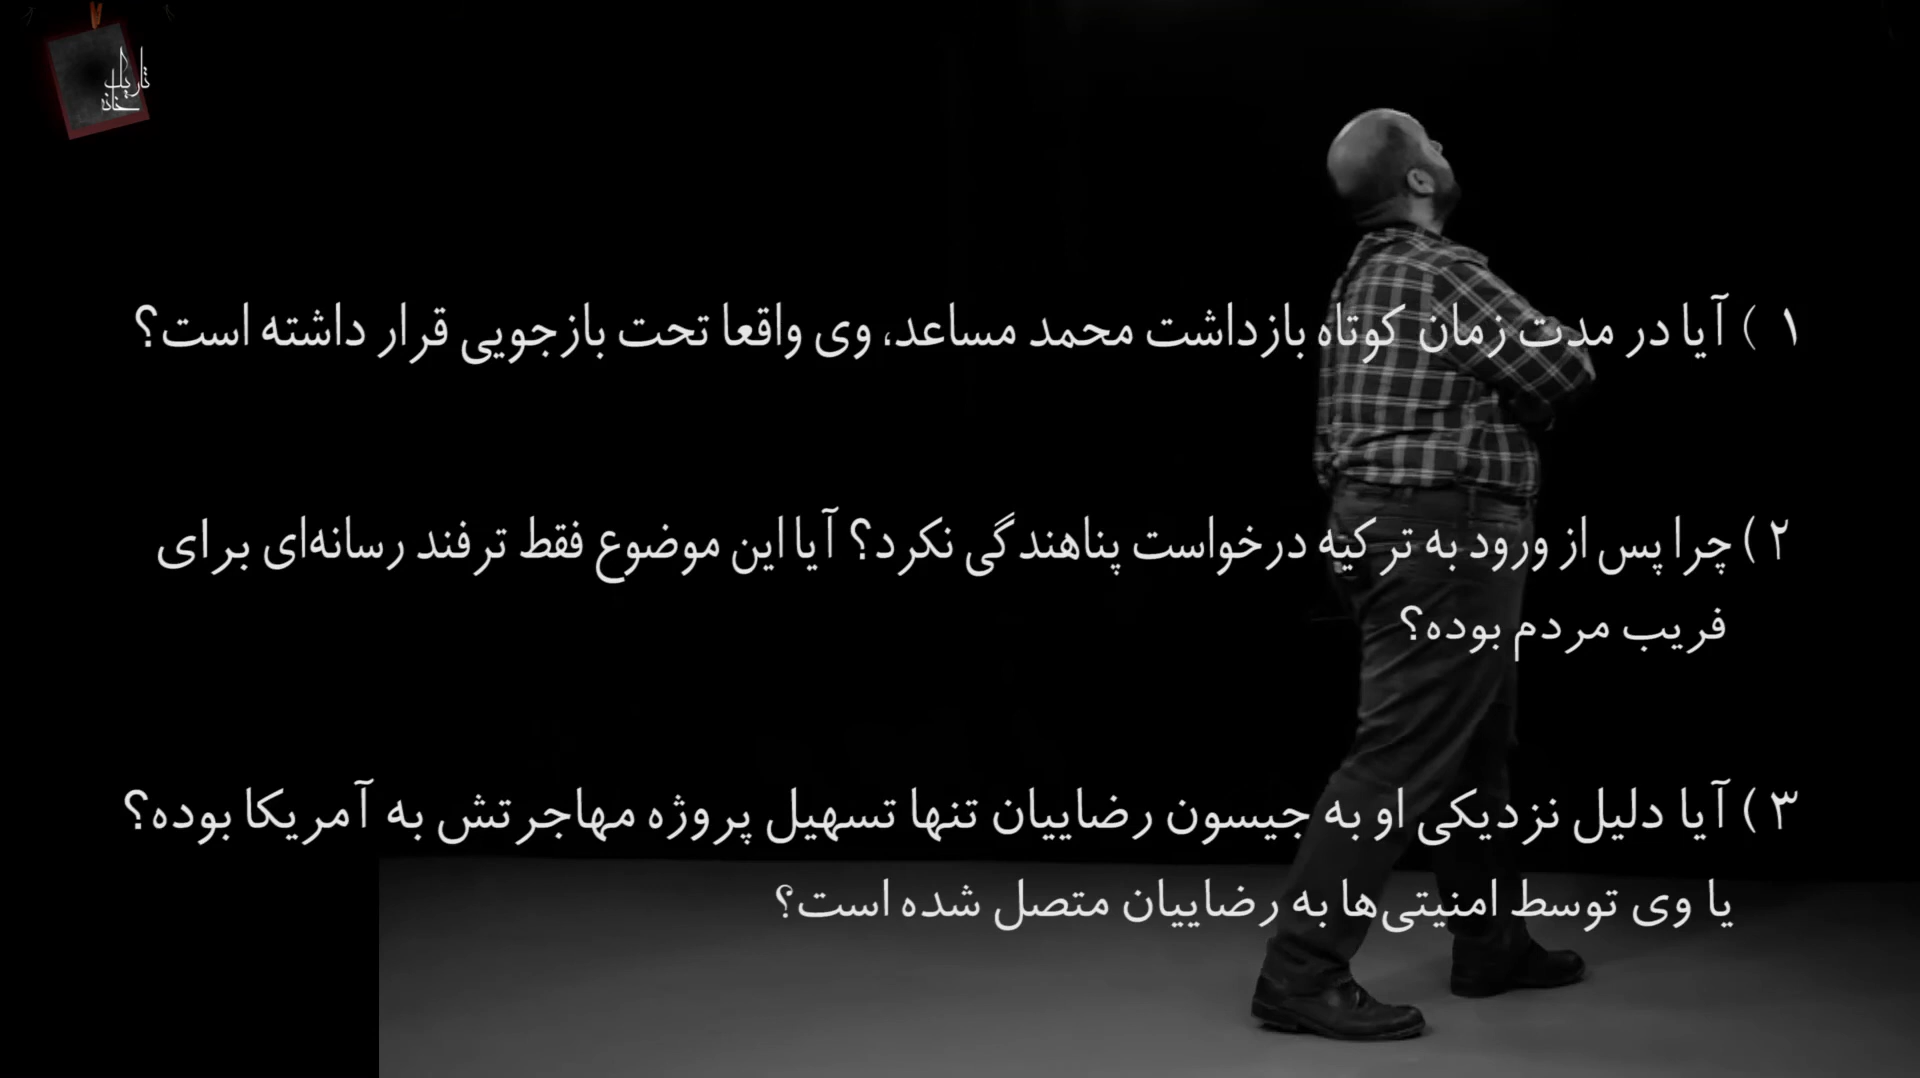 تاریک
خانه
۱ ) آیا در مدت زمان کوتاه بازداشت محمد مساعد، وی واقعا تحت بازجویی قرار داشته است؟
۲ ) چرا پس از ورود به ترکیه درخواست پناهندگی نکرد؟ آیا این موضوع فقط ترفند رسانه‌ای برای
فریب مردم بوده؟
۳ ) آیا دلیل نزدیکی او به جیسون رضاییان تنها تسهیل پروژه مهاجرتش به آمریکا بوده؟
یا وی توسط امنیتی‌ها به رضاییان متصل شده است؟